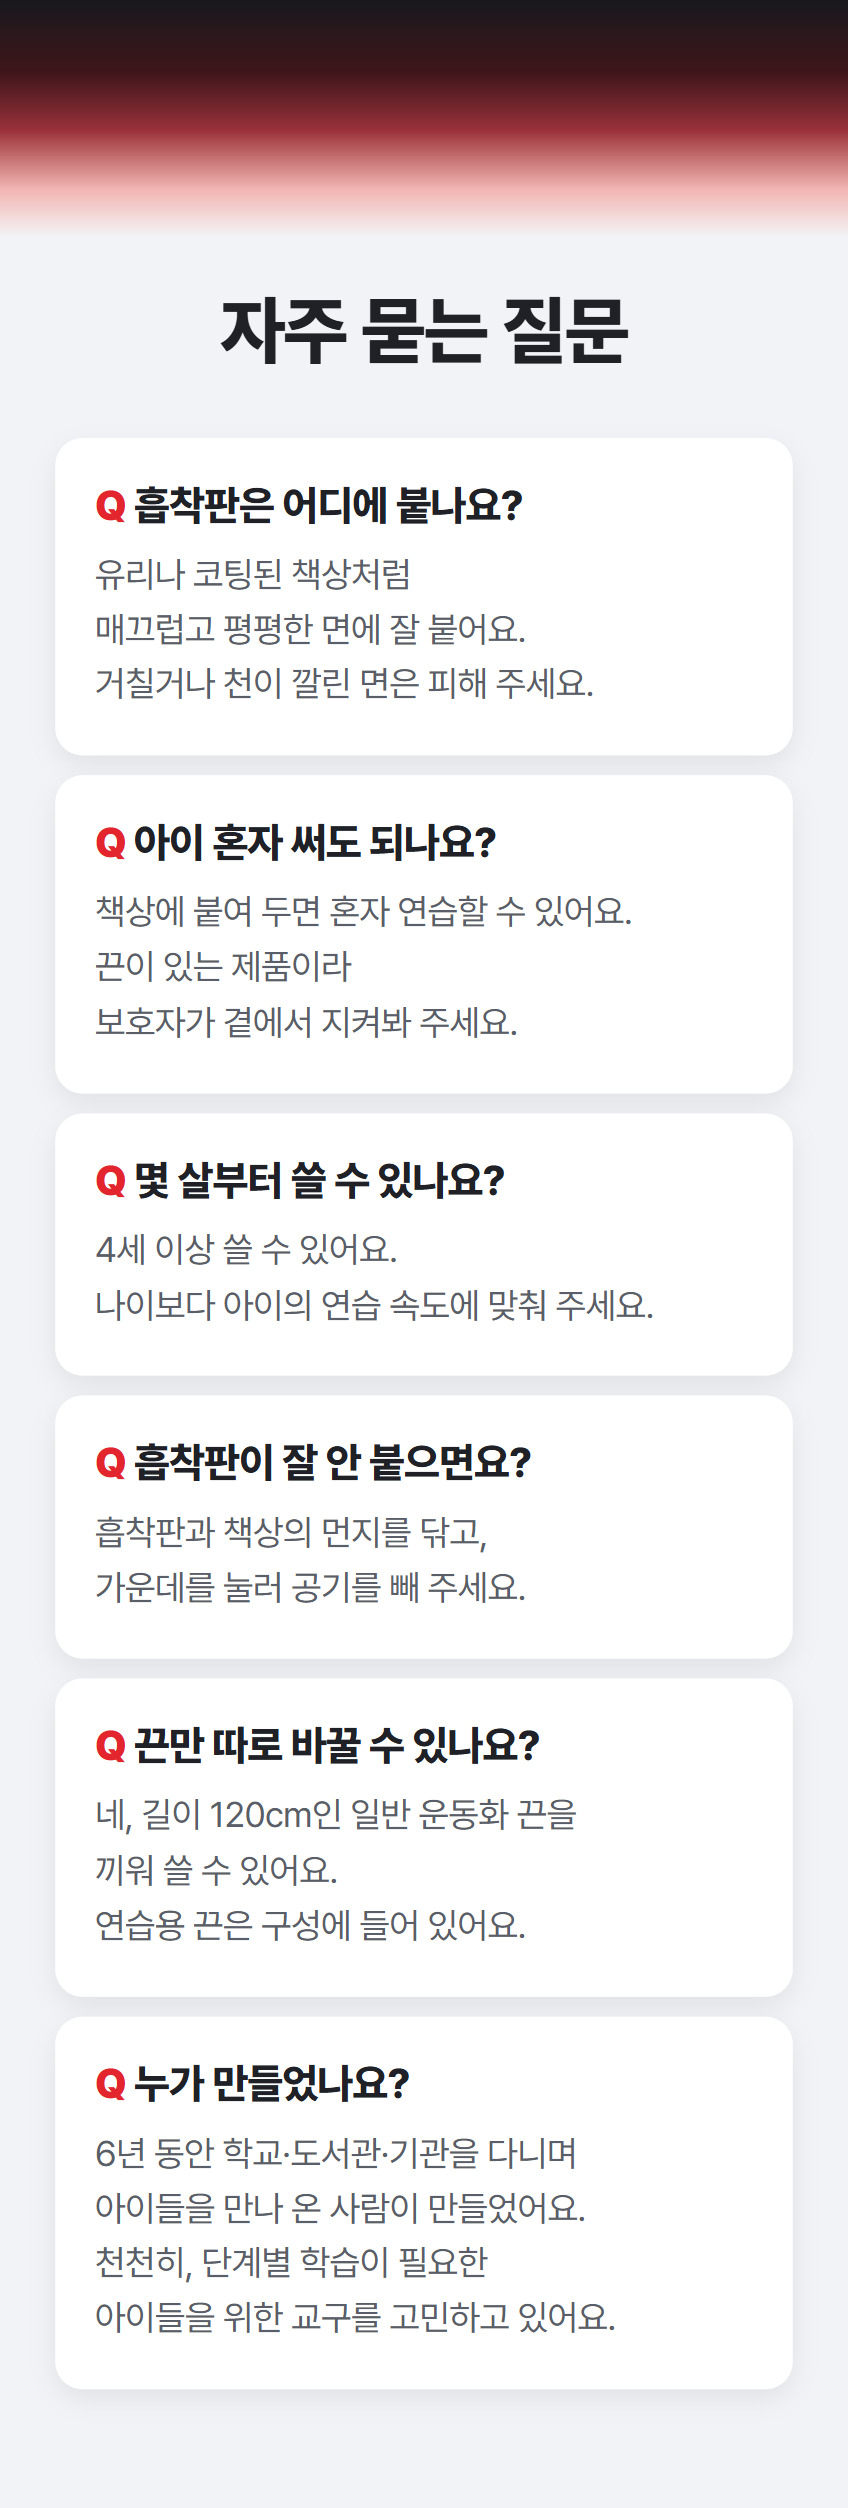 자주 묻는 질문
Q 흡착판은 어디에 붙나요?
유리나 코팅된 책상처럼
매끄럽고 평평한 면에 잘 붙어요.
거칠거나 천이 깔린 면은 피해 주세요.
Q 아이 혼자 써도 되나요?
책상에 붙여 두면 혼자 연습할 수 있어요.
끈이 있는 제품이라
보호자가 곁에서 지켜봐 주세요.
Q 몇 살부터 쓸 수 있나요?
4세 이상 쓸 수 있어요.
나이보다 아이의 연습 속도에 맞춰 주세요.
Q 흡착판이 잘 안 붙으면요?
흡착판과 책상의 먼지를 닦고,
가운데를 눌러 공기를 빼 주세요.
Q 끈만 따로 바꿀 수 있나요?
네, 길이 120cm인 일반 운동화 끈을
끼워 쓸 수 있어요.
연습용 끈은 구성에 들어 있어요.
Q 누가 만들었나요?
6년 동안 학교·도서관·기관을 다니며
아이들을 만나 온 사람이 만들었어요.
천천히, 단계별 학습이 필요한
아이들을 위한 교구를 고민하고 있어요.